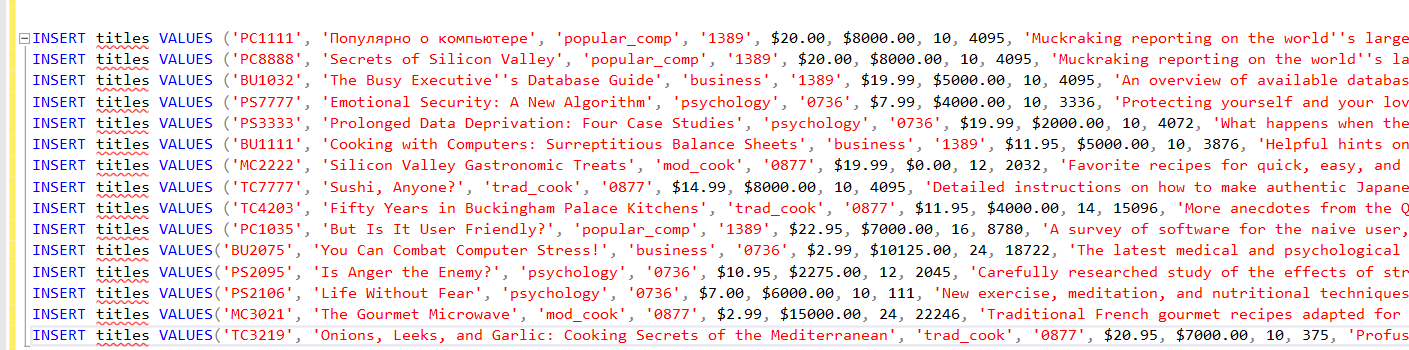 INSERT titles VALUES ('PC1111', 'Популярно о компьютере', 'popular_comp', '1389', $20.00, $8000.00, 10, 4095, 'Muckraking reporting on the world''s large
INSERT titles VALUES ('PC8888', 'Secrets of Silicon Valley', 'popular_comp', '1389', $20.00, $8000.00, 10, 4095, 'Muckraking reporting on the world''s la
INSERT titles VALUES ('BU1032', 'The Busy Executive''s Database Guide', 'business', '1389', $19.99, $5000.00, 10, 4095, 'An overview of available databas
INSERT titles VALUES ('PS7777', 'Emotional Security: A New Algorithm', 'psychology', '0736', $7.99, $4000.00, 10, 3336, 'Protecting yourself and your lov
INSERT titles VALUES ('PS3333', 'Prolonged Data Deprivation: Four Case Studies', 'psychology', '0736', $19.99, $2000.00, 10, 4072, 'What happens when the
INSERT titles VALUES ('BU1111', 'Cooking with Computers: Surreptitious Balance Sheets', 'business', '1389', $11.95, $5000.00, 10, 3876, 'Helpful hints on
INSERT titles VALUES ('MC2222', 'Silicon Valley Gastronomic Treats', 'mod_cook', '0877', $19.99, $0.00, 12, 2032, 'Favorite recipes for quick, easy, and
INSERT titles VALUES ('TC7777', 'Sushi, Anyone?', 'trad_cook', '0877', $14.99, $8000.00, 10, 4095, 'Detailed instructions on how to make authentic Japane
INSERT titles VALUES ('TC4203', 'Fifty Years in Buckingham Palace Kitchens', 'trad_cook', '0877', $11.95, $4000.00, 14, 15096, 'More anecdotes from the Q
INSERT titles VALUES ('PC1035', 'But Is It User Friendly?', 'popular_comp', '1389', $22.95, $7000.00, 16, 8780, 'A survey of software for the naive user,
INSERT titles VALUES('BU2075', 'You Can Combat Computer Stress!', 'business', '0736', $2.99, $10125.00, 24, 18722, 'The latest medical and psychological
INSERT titles VALUES('PS2095', 'Is Anger the Enemy?', 'psychology', '0736', $10.95, $2275.00, 12, 2045, 'Carefully researched study of the effects of str
INSERT titles VALUES('PS2106', 'Life Without Fear', 'psychology', '0736', $7.00, $6000.00, 10, 111, 'New exercise, meditation, and nutritional techniques
INSERT titles VALUES('MC3021', 'The Gourmet Microwave', 'mod_cook', '0877', $2.99, $15000.00, 24, 22246, 'Traditional French gourmet recipes adapted for
INSERT titles VALUES('TC3219', 'Onions, Leeks, and Garlic: Cooking Secrets of the Mediterranean', 'trad_cook', '0877', $20.95, $7000.00, 10, 375, 'Profus